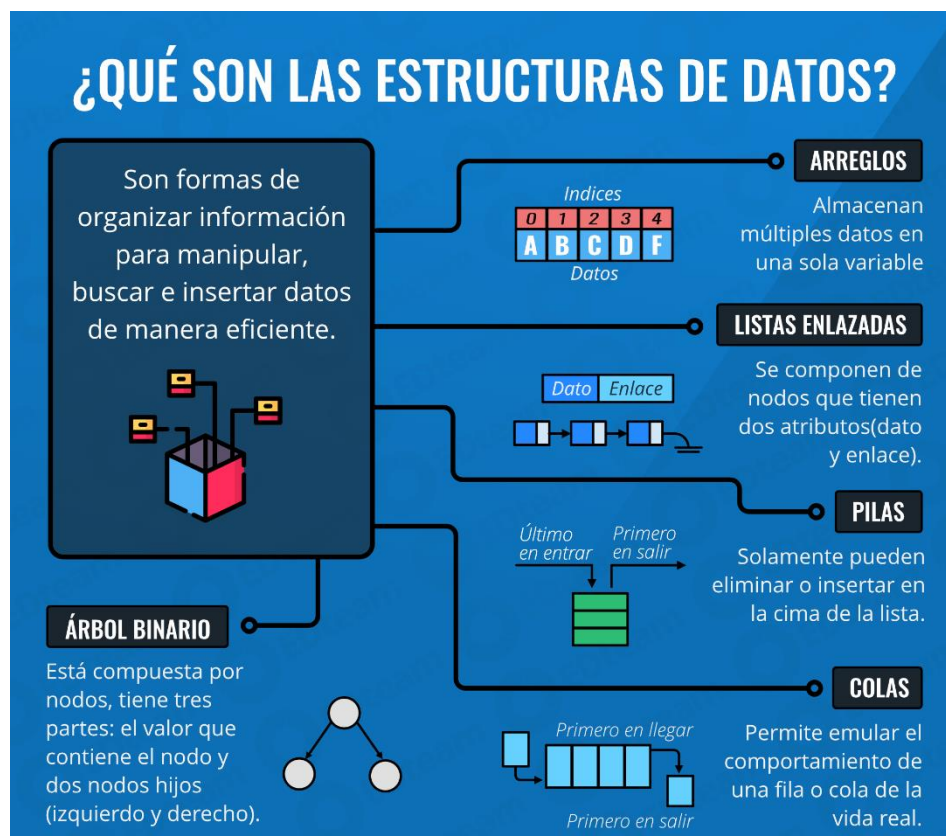 ¿QUÉ SON LAS ESTRUCTURAS DE DATOS?
Son formas de
organizar información
para manipular,
buscar e insertar datos
de manera eficiente.
ARREGLOS
Almacenan
múltiples datos en
una sola variable
Indices
0 1 2 3 4
A B C D F
Datos
LISTAS ENLAZADAS
Se componen de
nodos que tienen
dos atributos(dato
y enlace).
Dato Enlace
PILAS
Solamente pueden
eliminar o insertar en
la cima de la lista.
Último
en entrar
Primero
en salir
ÁRBOL BINARIO
Está compuesta por
nodos, tiene tres
partes: el valor que
contiene el nodo y
dos nodos hijos
(izquierdo y derecho).
COLAS
Permite emular el
comportamiento de
una fila o cola de la
vida real.
Primero en llegar
Primero en salir